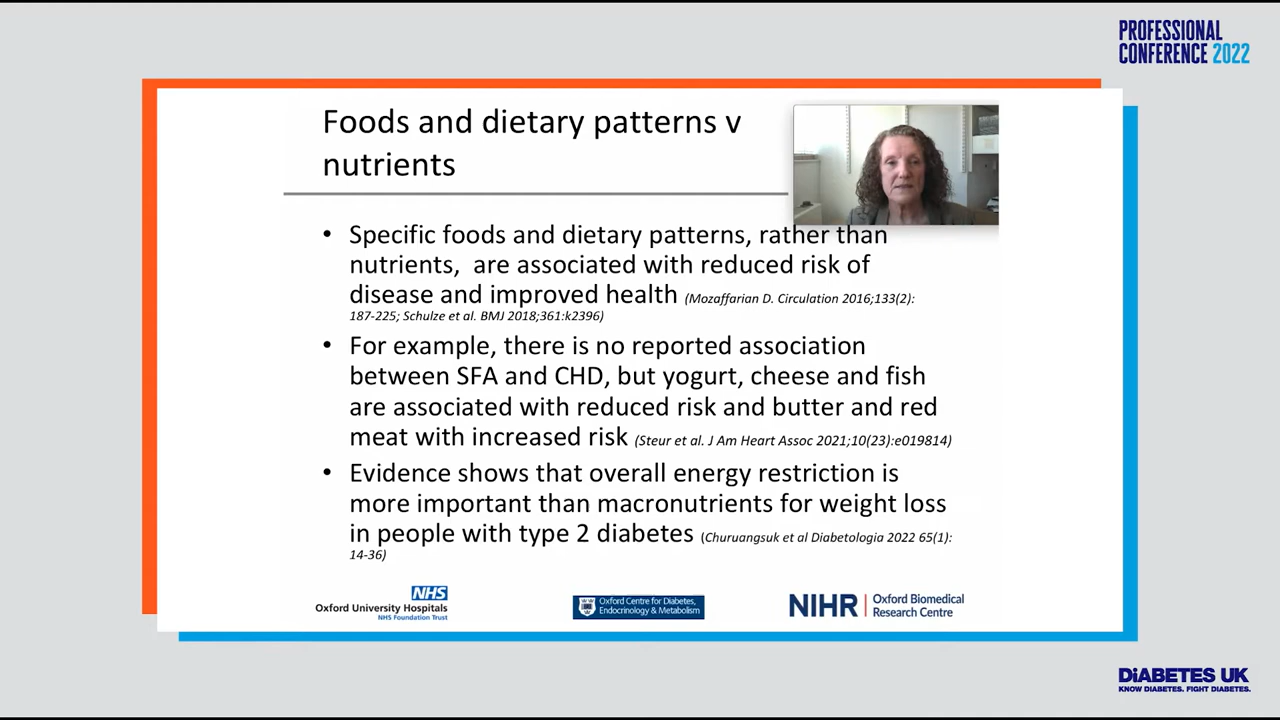 PROFESSIONAL
CONFERENCE 2022
Foods and dietary patterns v
nutrients
• Specific foods and dietary patterns, rather than
nutrients, are associated with reduced risk of
disease and improved health (Mozaffarian D. Circulation 2016;133(2):
187-225; Schulze et al. BMJ 2018;361:k2396)
• For example, there is no reported association
between SFA and CHD, but yogurt, cheese and fish
are associated with reduced risk and butter and red
meat with increased risk (Steur et al. J Am Heart Assoc 2021;10(23):e019814)
• Evidence shows that overall energy restriction is
more important than macronutrients for weight loss
in people with type 2 diabetes (Churuangsuk et al Diabetologia 2022 65(1):
14-36)
NHS
Oxford University Hospitals
NHS Foundation Trust
Oxford Centre for Diabetes,
Endocrinology & Metabolism
NIHR | Oxford Biomedical
Research Centre
DiABETES UK
KNOW DIABETES. FIGHT DIABETES.